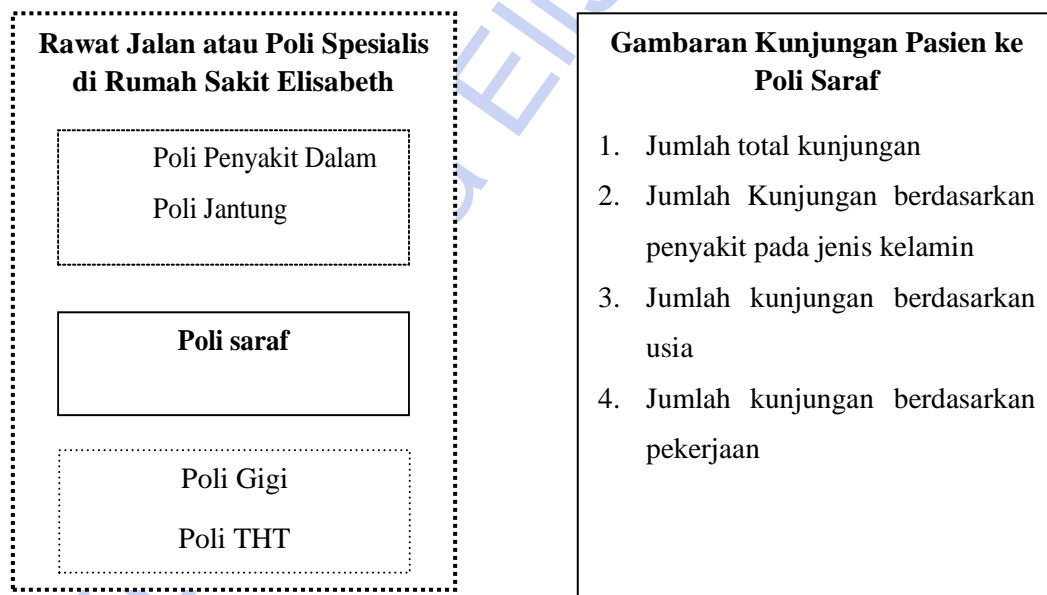 Rawat Jalan atau Poli Spesialis
di Rumah Sakit Elisabeth
Poli Penyakit Dalam
Poli Jantung
Poli saraf
Poli Gigi
Poli THT
Gambaran Kunjungan Pasien ke
Poli Saraf
1. Jumlah total kunjungan
2. Jumlah Kunjungan berdasarkan
penyakit pada jenis kelamin
3. Jumlah kunjungan berdasarkan
usia
4. Jumlah kunjungan berdasarkan
pekerjaan